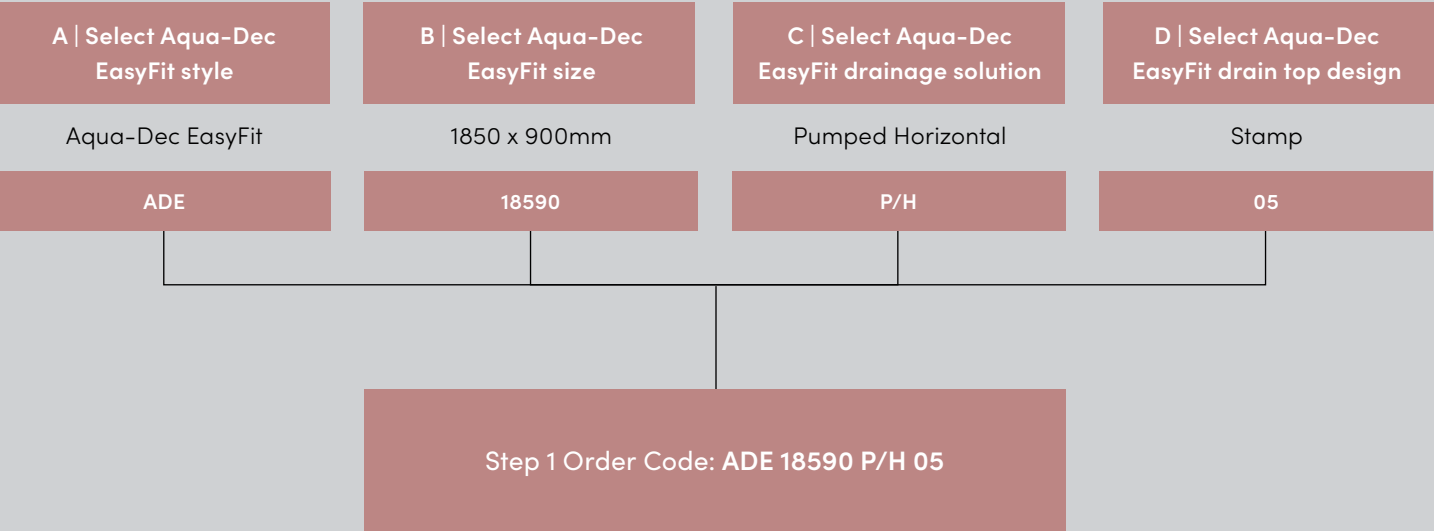 A | Select Aqua-Dec
EasyFit style
B | Select Aqua-Dec
EasyFit size
C | Select Aqua-Dec
EasyFit drainage solution
D | Select Aqua-Dec
EasyFit drain top design
Aqua-Dec EasyFit
1850 x 900mm
Pumped Horizontal
Stamp
ADE
18590
P/H
05
Step 1 Order Code: ADE 18590 P/H 05